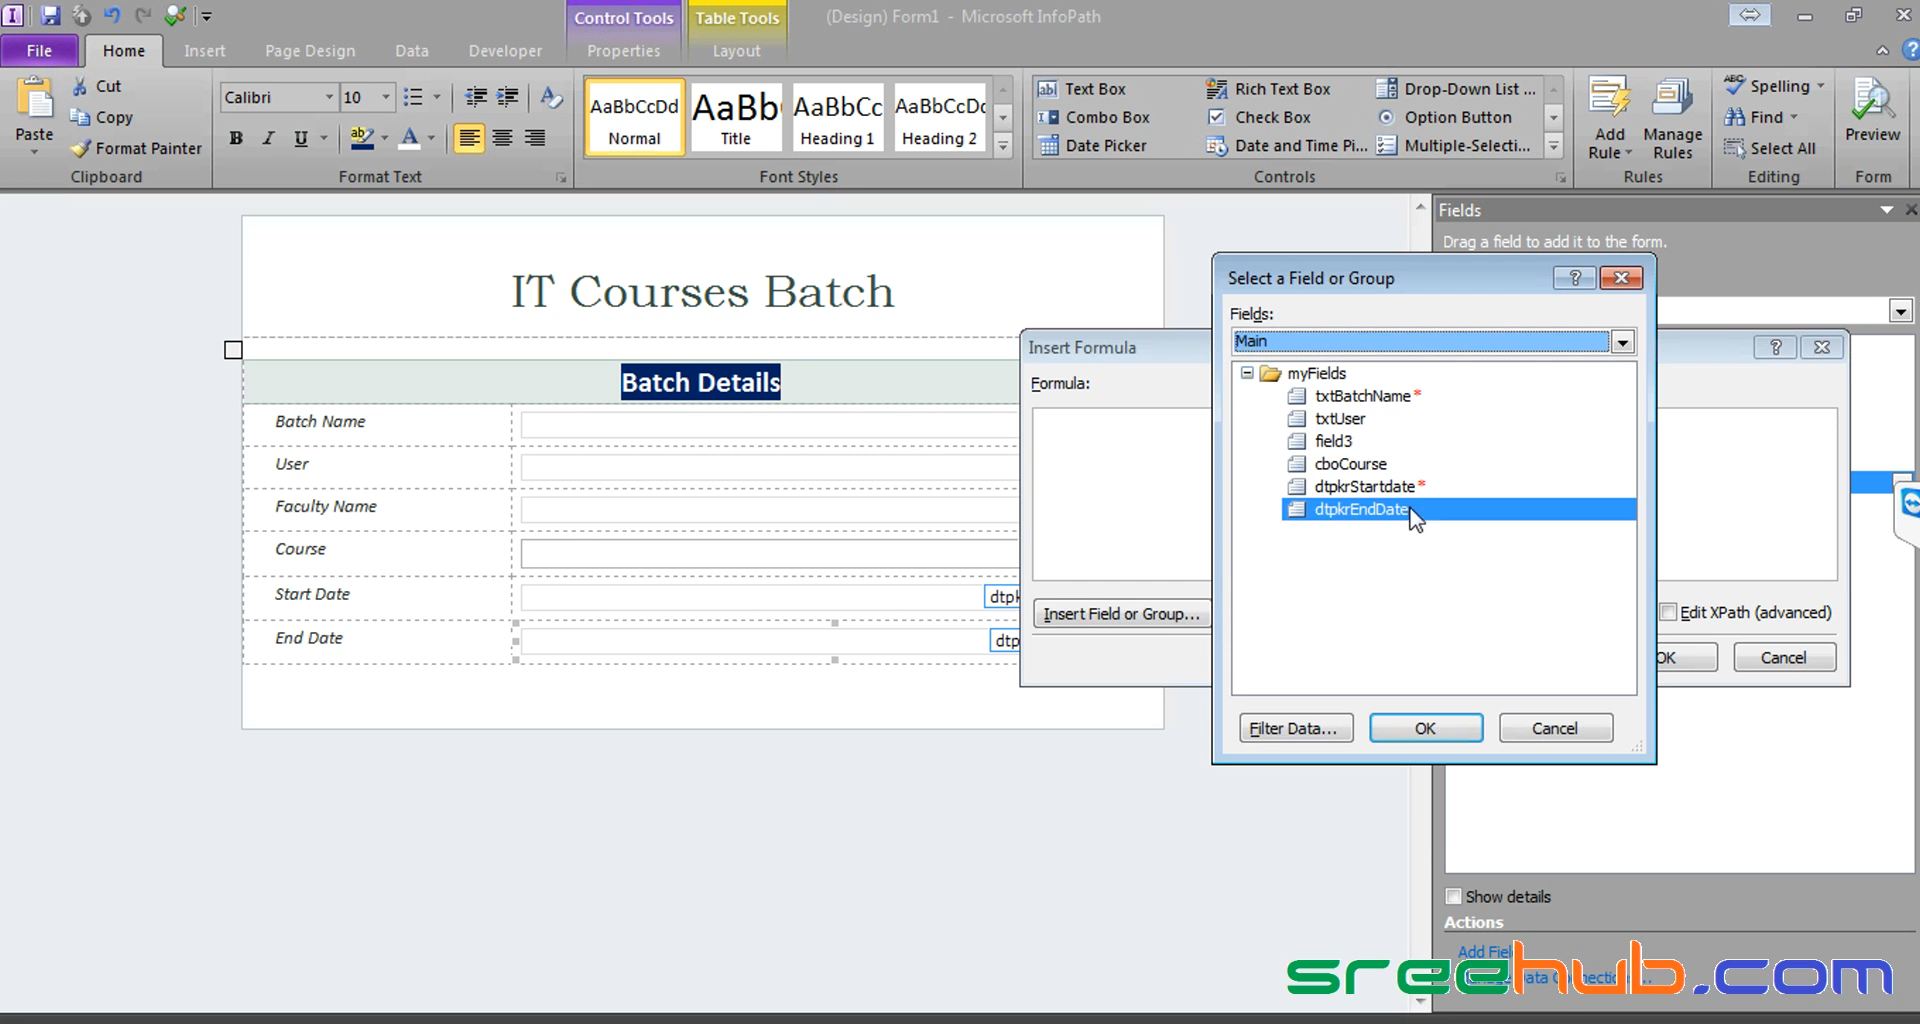 (Design) Form1 - Microsoft InfoPath
Control Tools
Table Tools
File
Home
Insert
Page Design
Data
Developer
Properties
Layout
Paste
Cut
Copy
Format Painter
Clipboard
Calibri
10
B I U
A
Format Text
AaBbCcDd
Normal
AaBb
Title
AaBbCc
Heading 1
AaBbCcDc
Heading 2
Font Styles
Text Box
Combo Box
Date Picker
Rich Text Box
Check Box
Date and Time Pi...
Drop-Down List ...
Option Button
Multiple-Selecti...
Controls
Add Rule
Manage Rules
Rules
Spelling
Find
Select All
Editing
Preview
Form
Fields
Drag a field to add it to the form.
IT Courses Batch
Batch Details
Batch Name
User
Faculty Name
Course
Start Date
dtpk
End Date
dtp
Insert Formula
Formula:
Insert Field or Group...
Edit XPath (advanced)
OK
Cancel
Select a Field or Group
Fields:
Main
myFields
txtBatchName *
txtUser
field3
cboCourse
dtpkrStartdate *
dtpkrEndDate
Filter Data...
OK
Cancel
Show details
Actions
Add Fiel
sreehub.com